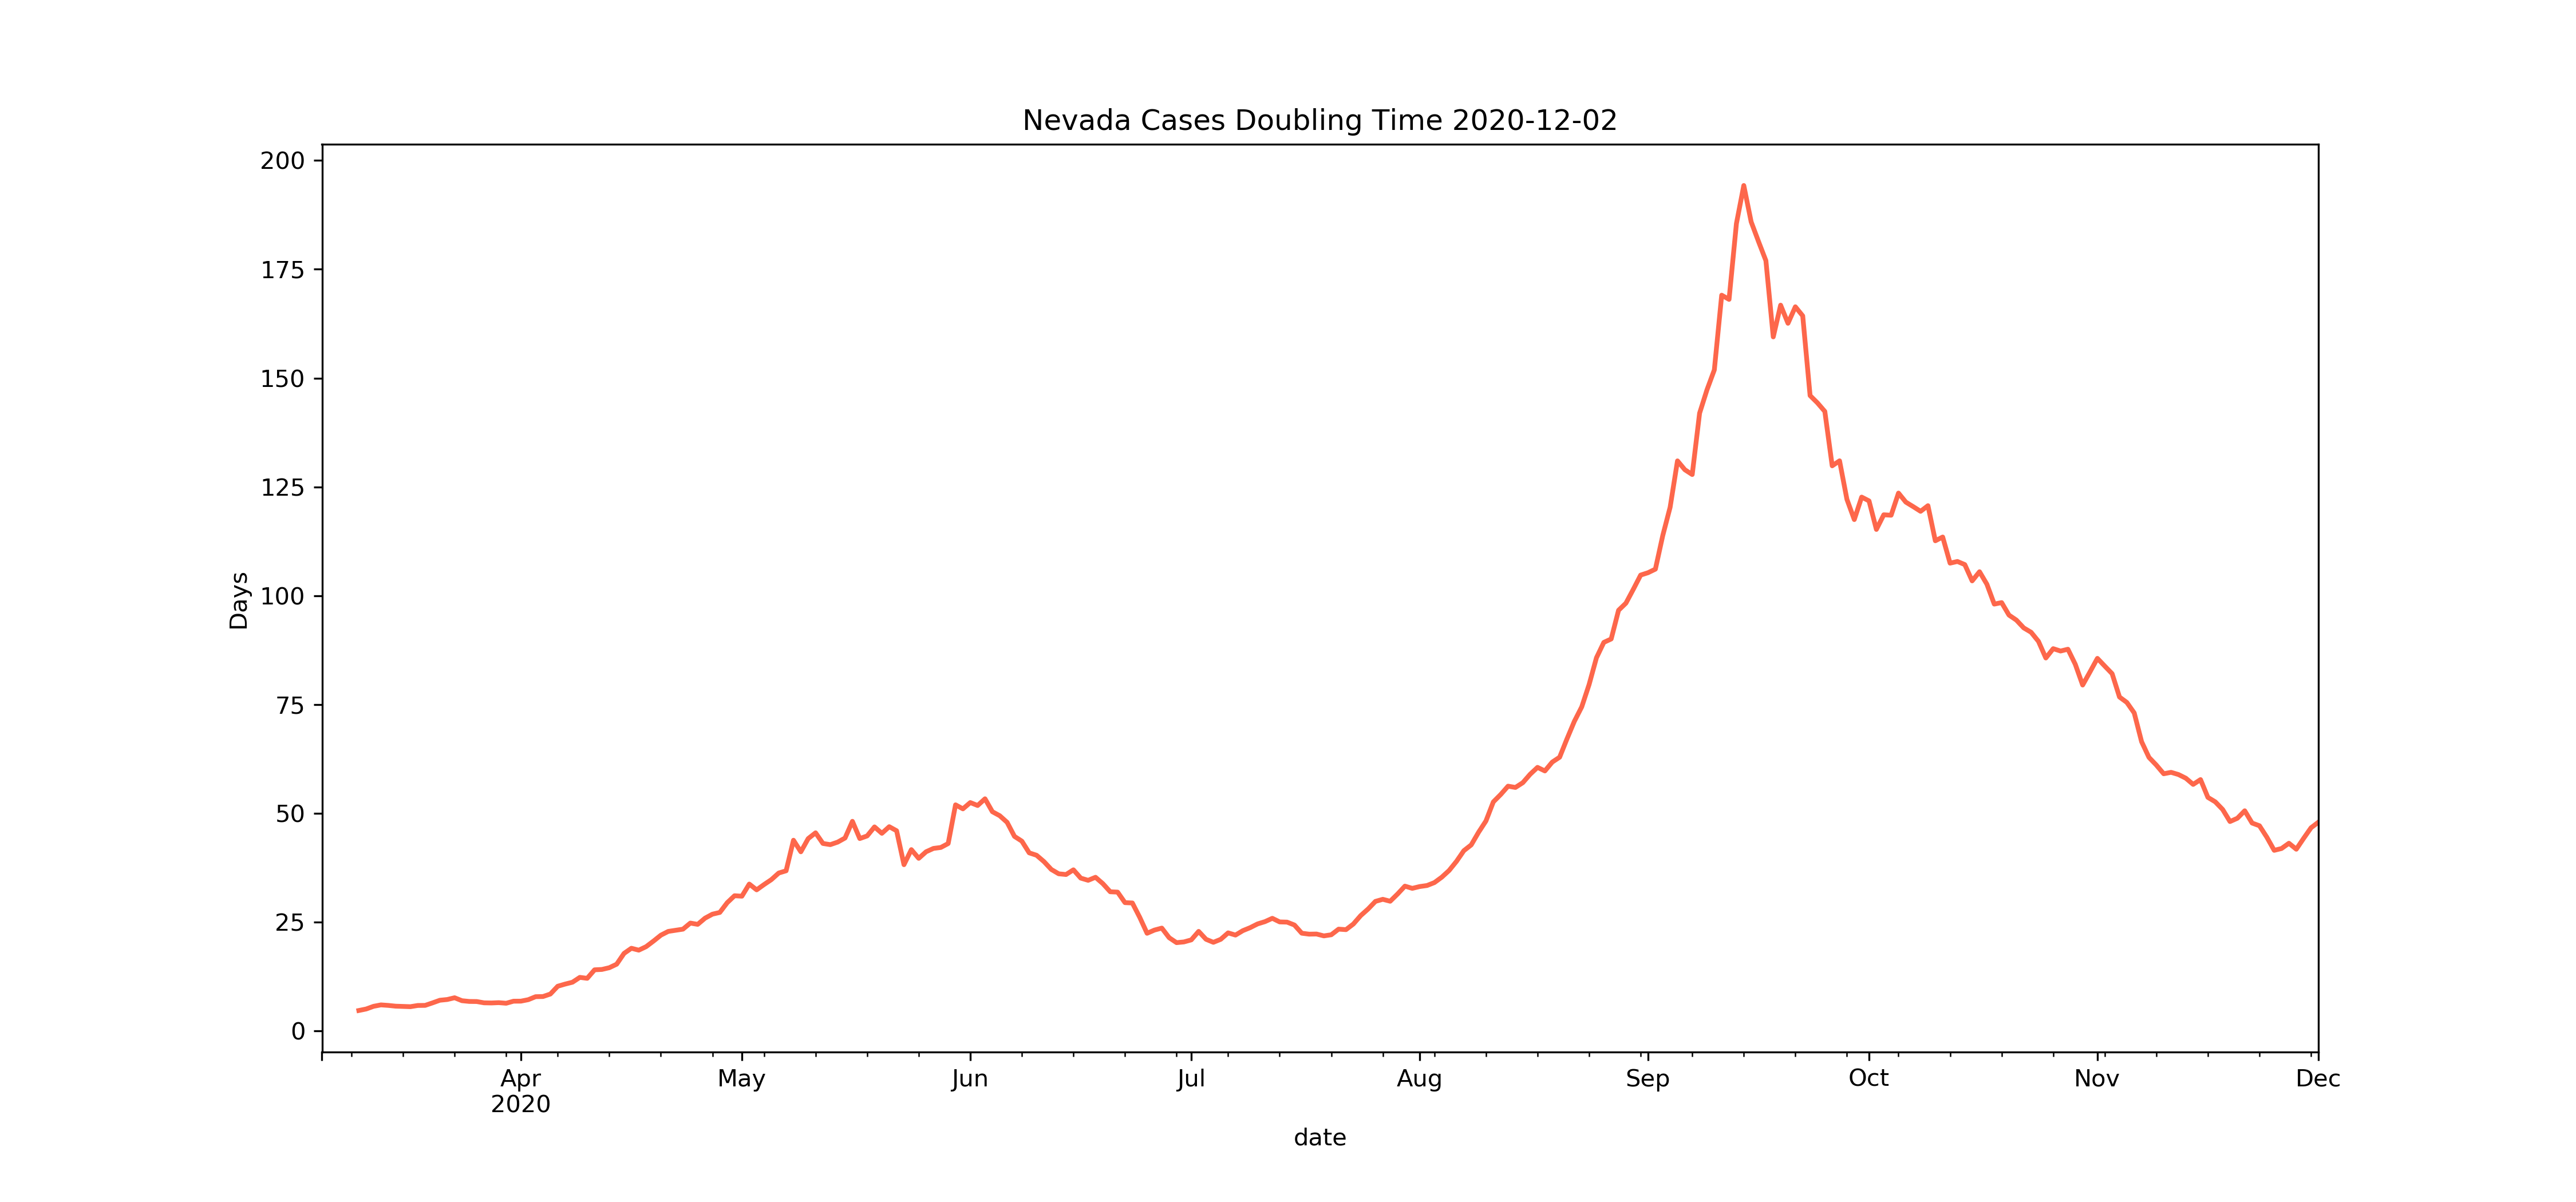 Nevada Cases Doubling Time 2020-12-02
200
175
150
125
100
75
50
25
0
Days
Apr May Jun Jul Aug Sep Oct Nov Dec
2020
date